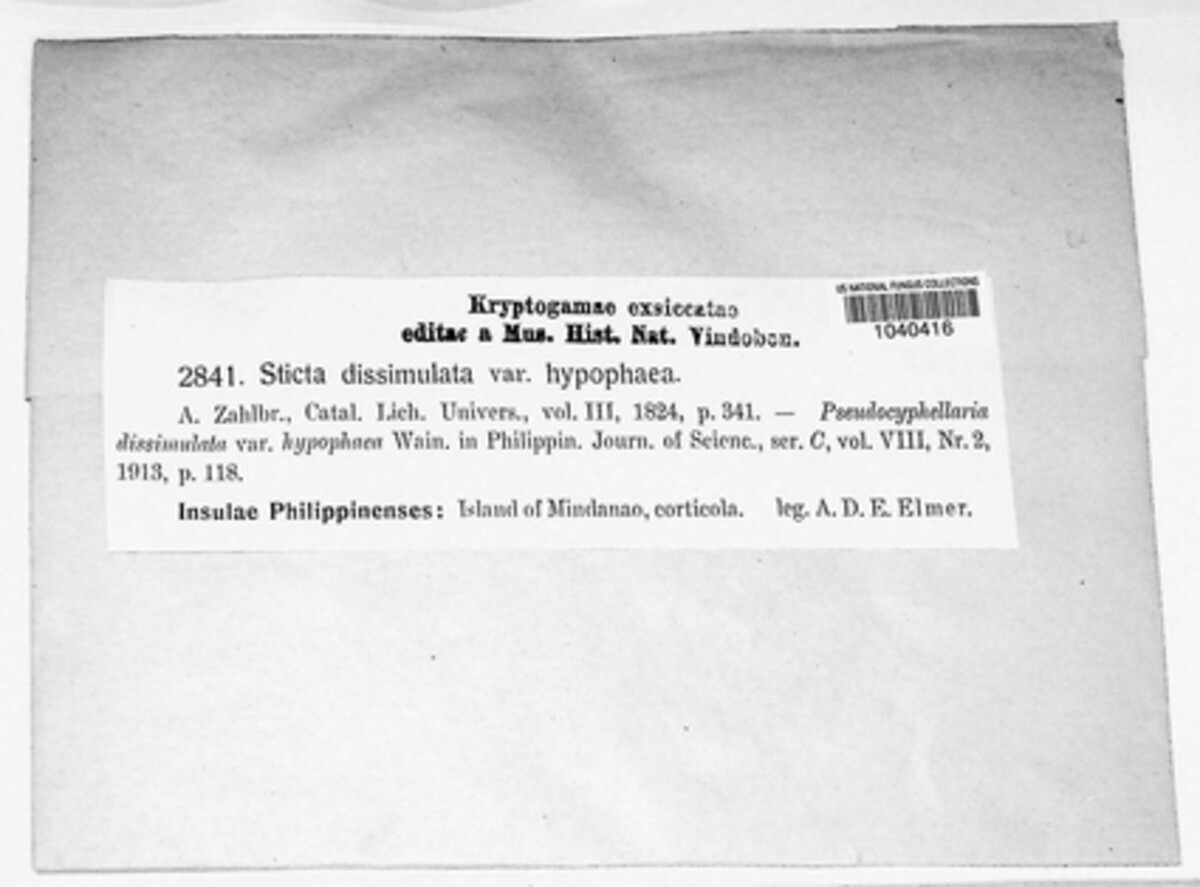 Kryptogamae exsiccatae
editae a Mus. Hist. Nat. Vindobon.
US NATIONAL FUNGUS COLLECTIONS
1040416
2841. Sticta dissimulata var. hypophaea.
A. Zahlbr., Catal. Lich. Univers., vol. III, 1824, p. 341. — Pseudocyphellaria
dissimulata var. hypophaea Wain. in Philippin. Journ. of Scienc., ser. C, vol. VIII, Nr. 2,
1913, p. 118.
Insulae Philippinenses: Island of Mindanao, corticola. leg. A. D. E. Elmer.